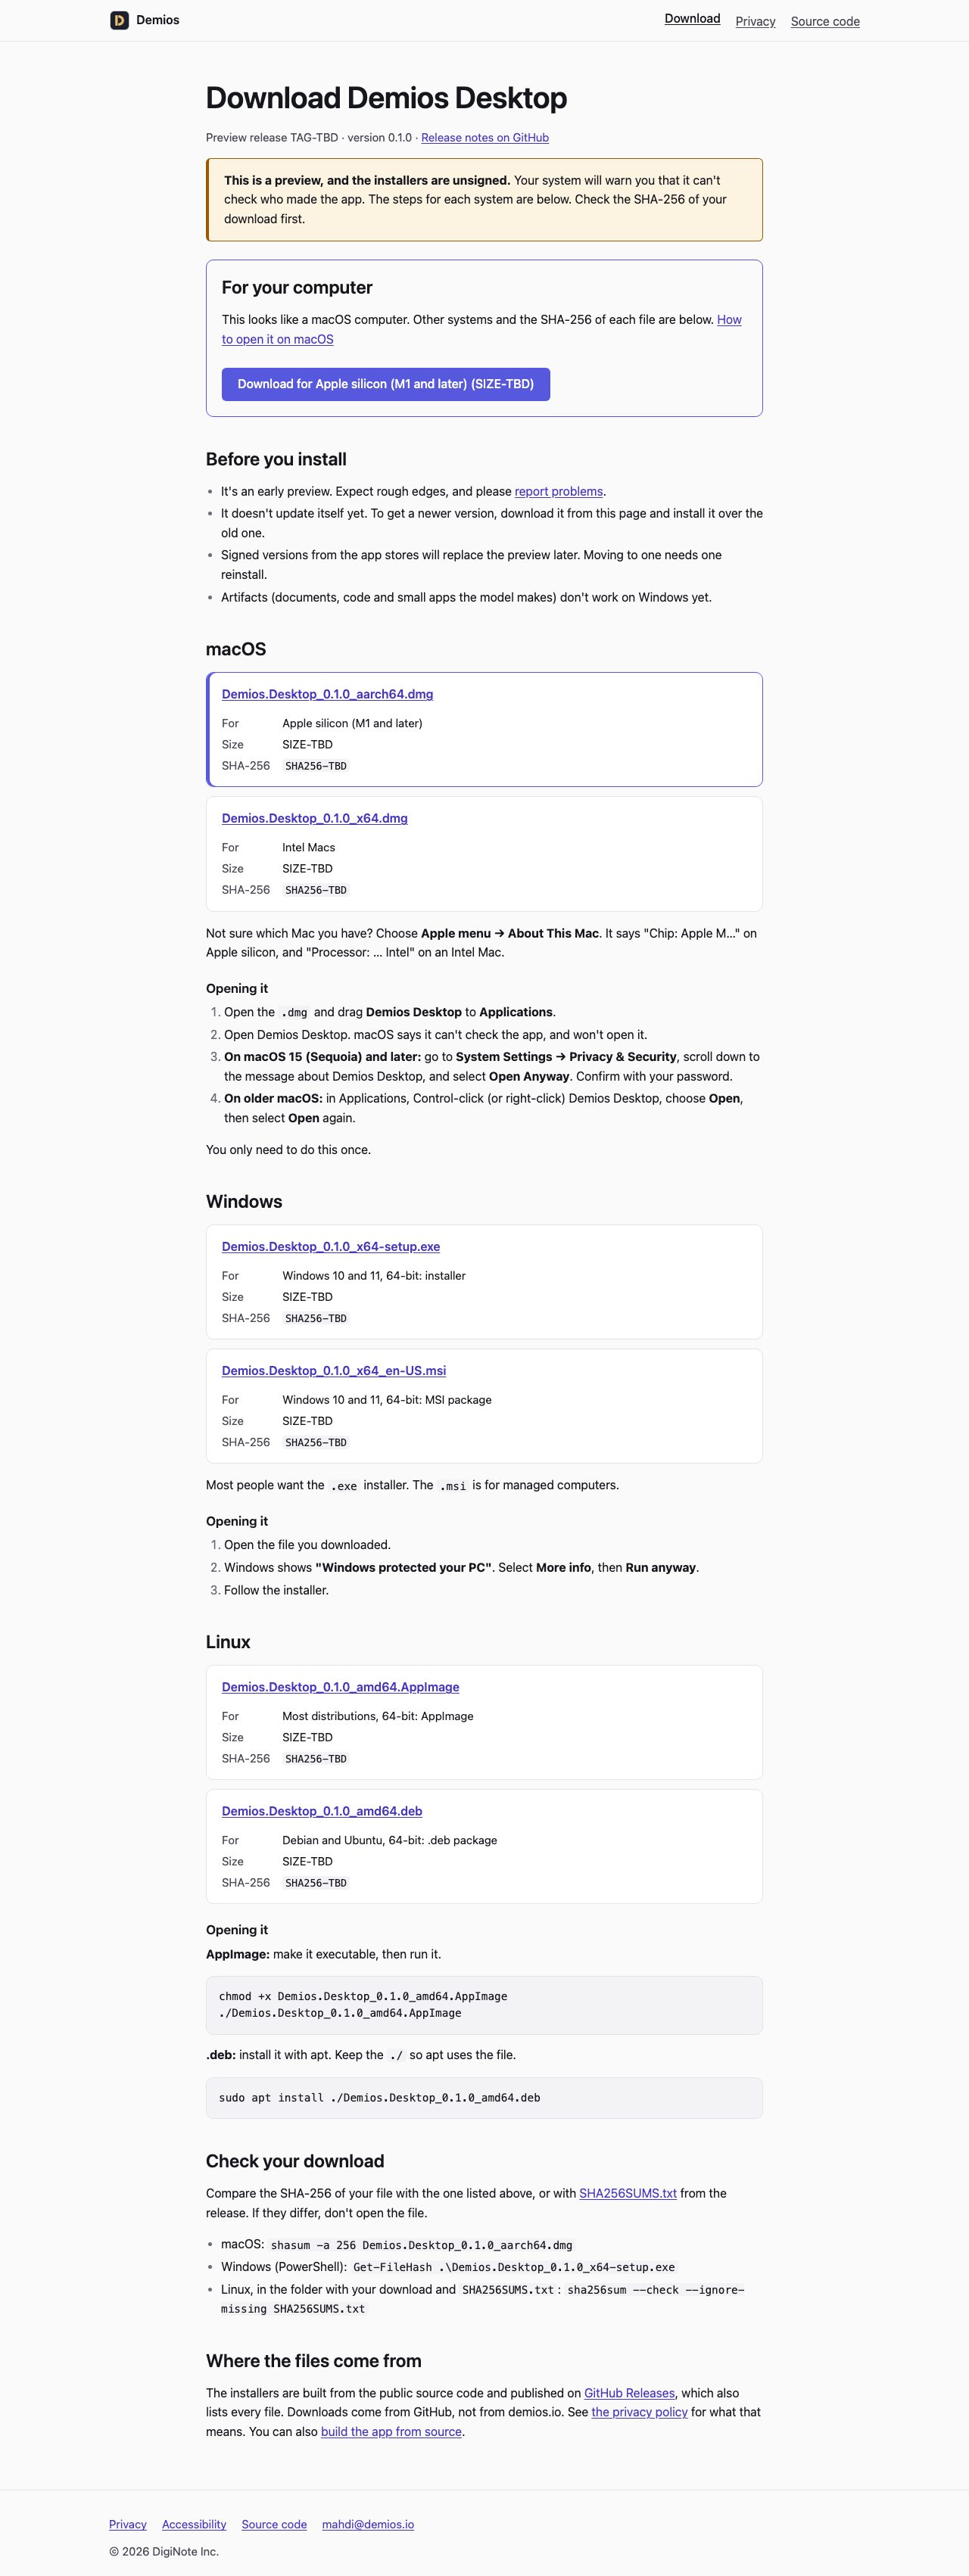 Demios
Download Privacy Source code
Download Demios Desktop
Preview release TAG-TBD · version 0.1.0 · Release notes on GitHub
This is a preview, and the installers are unsigned. Your system will warn you that it can't
check who made the app. The steps for each system are below. Check the SHA-256 of your
download first.
For your computer
This looks like a macOS computer. Other systems and the SHA-256 of each file are below. How
to open it on macOS
Download for Apple silicon (M1 and later) (SIZE-TBD)
Before you install
• It's an early preview. Expect rough edges, and please report problems.
• It doesn't update itself yet. To get a newer version, download it from this page and install it over the
old one.
• Signed versions from the app stores will replace the preview later. Moving to one needs one
reinstall.
• Artifacts (documents, code and small apps the model makes) don't work on Windows yet.
macOS
Demios.Desktop_0.1.0_aarch64.dmg
For Apple silicon (M1 and later)
Size SIZE-TBD
SHA-256 SHA256-TBD
Demios.Desktop_0.1.0_x64.dmg
For Intel Macs
Size SIZE-TBD
SHA-256 SHA256-TBD
Not sure which Mac you have? Choose Apple menu → About This Mac. It says "Chip: Apple M…" on
Apple silicon, and "Processor: … Intel" on an Intel Mac.
Opening it
1. Open the .dmg and drag Demios Desktop to Applications.
2. Open Demios Desktop. macOS says it can't check the app, and won't open it.
3. On macOS 15 (Sequoia) and later: go to System Settings → Privacy & Security, scroll down to
the message about Demios Desktop, and select Open Anyway. Confirm with your password.
4. On older macOS: in Applications, Control-click (or right-click) Demios Desktop, choose Open,
then select Open again.
You only need to do this once.
Windows
Demios.Desktop_0.1.0_x64-setup.exe
For Windows 10 and 11, 64-bit: installer
Size SIZE-TBD
SHA-256 SHA256-TBD
Demios.Desktop_0.1.0_x64_en-US.msi
For Windows 10 and 11, 64-bit: MSI package
Size SIZE-TBD
SHA-256 SHA256-TBD
Most people want the .exe installer. The .msi is for managed computers.
Opening it
1. Open the file you downloaded.
2. Windows shows "Windows protected your PC". Select More info, then Run anyway.
3. Follow the installer.
Linux
Demios.Desktop_0.1.0_amd64.AppImage
For Most distributions, 64-bit: AppImage
Size SIZE-TBD
SHA-256 SHA256-TBD
Demios.Desktop_0.1.0_amd64.deb
For Debian and Ubuntu, 64-bit: .deb package
Size SIZE-TBD
SHA-256 SHA256-TBD
Opening it
AppImage: make it executable, then run it.
chmod +x Demios.Desktop_0.1.0_amd64.AppImage
./Demios.Desktop_0.1.0_amd64.AppImage
.deb: install it with apt. Keep the ./ so apt uses the file.
sudo apt install ./Demios.Desktop_0.1.0_amd64.deb
Check your download
Compare the SHA-256 of your file with the one listed above, or with SHA256SUMS.txt from the
release. If they differ, don't open the file.
• macOS: shasum -a 256 Demios.Desktop_0.1.0_aarch64.dmg
• Windows (PowerShell): Get-FileHash .\Demios.Desktop_0.1.0_x64-setup.exe
• Linux, in the folder with your download and SHA256SUMS.txt: sha256sum --check --ignore-
missing SHA256SUMS.txt
Where the files come from
The installers are built from the public source code and published on GitHub Releases, which also
lists every file. Downloads come from GitHub, not from demios.io. See the privacy policy for what that
means. You can also build the app from source.
Privacy Accessibility Source code mahdi@demios.io
© 2026 DigiNote Inc.